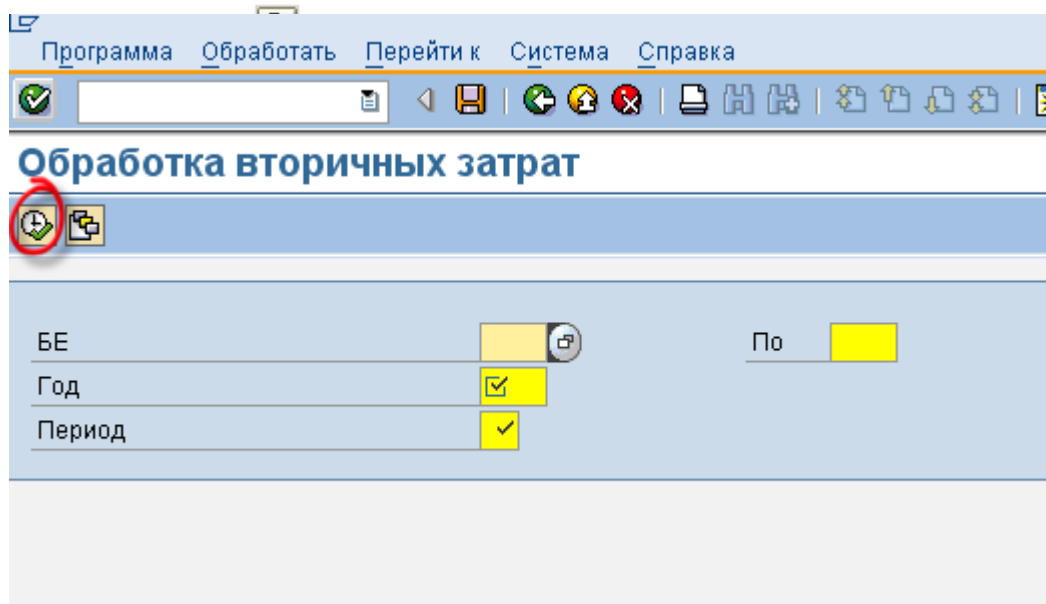 Программа Обработать Перейти к Система Справка
Обработка вторичных затрат
БЕ По
Год
Период